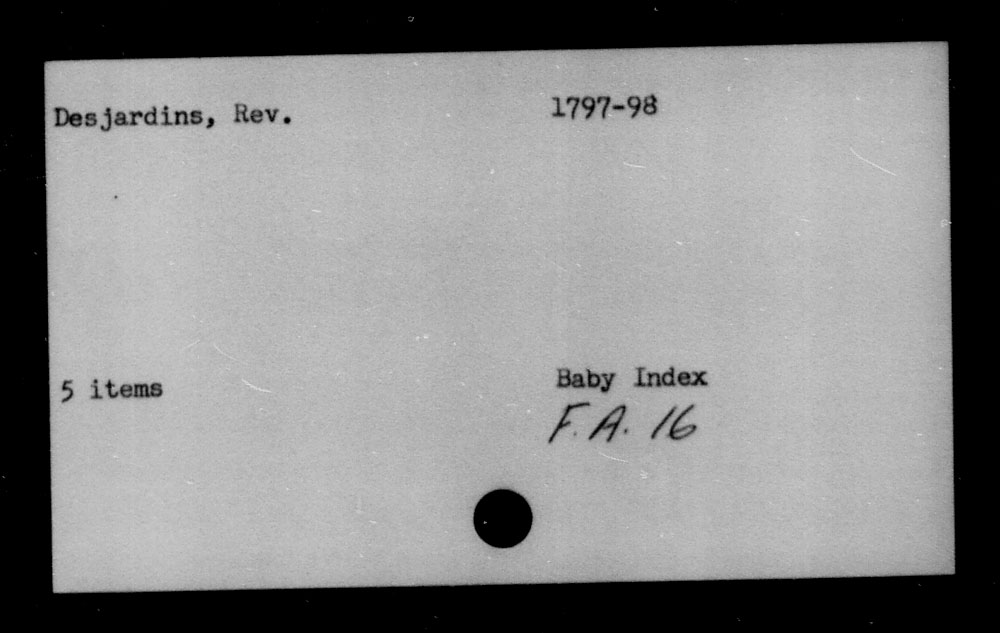 Desjardins, Rev.
1797-98
5 items
Baby Index
F.A. 16